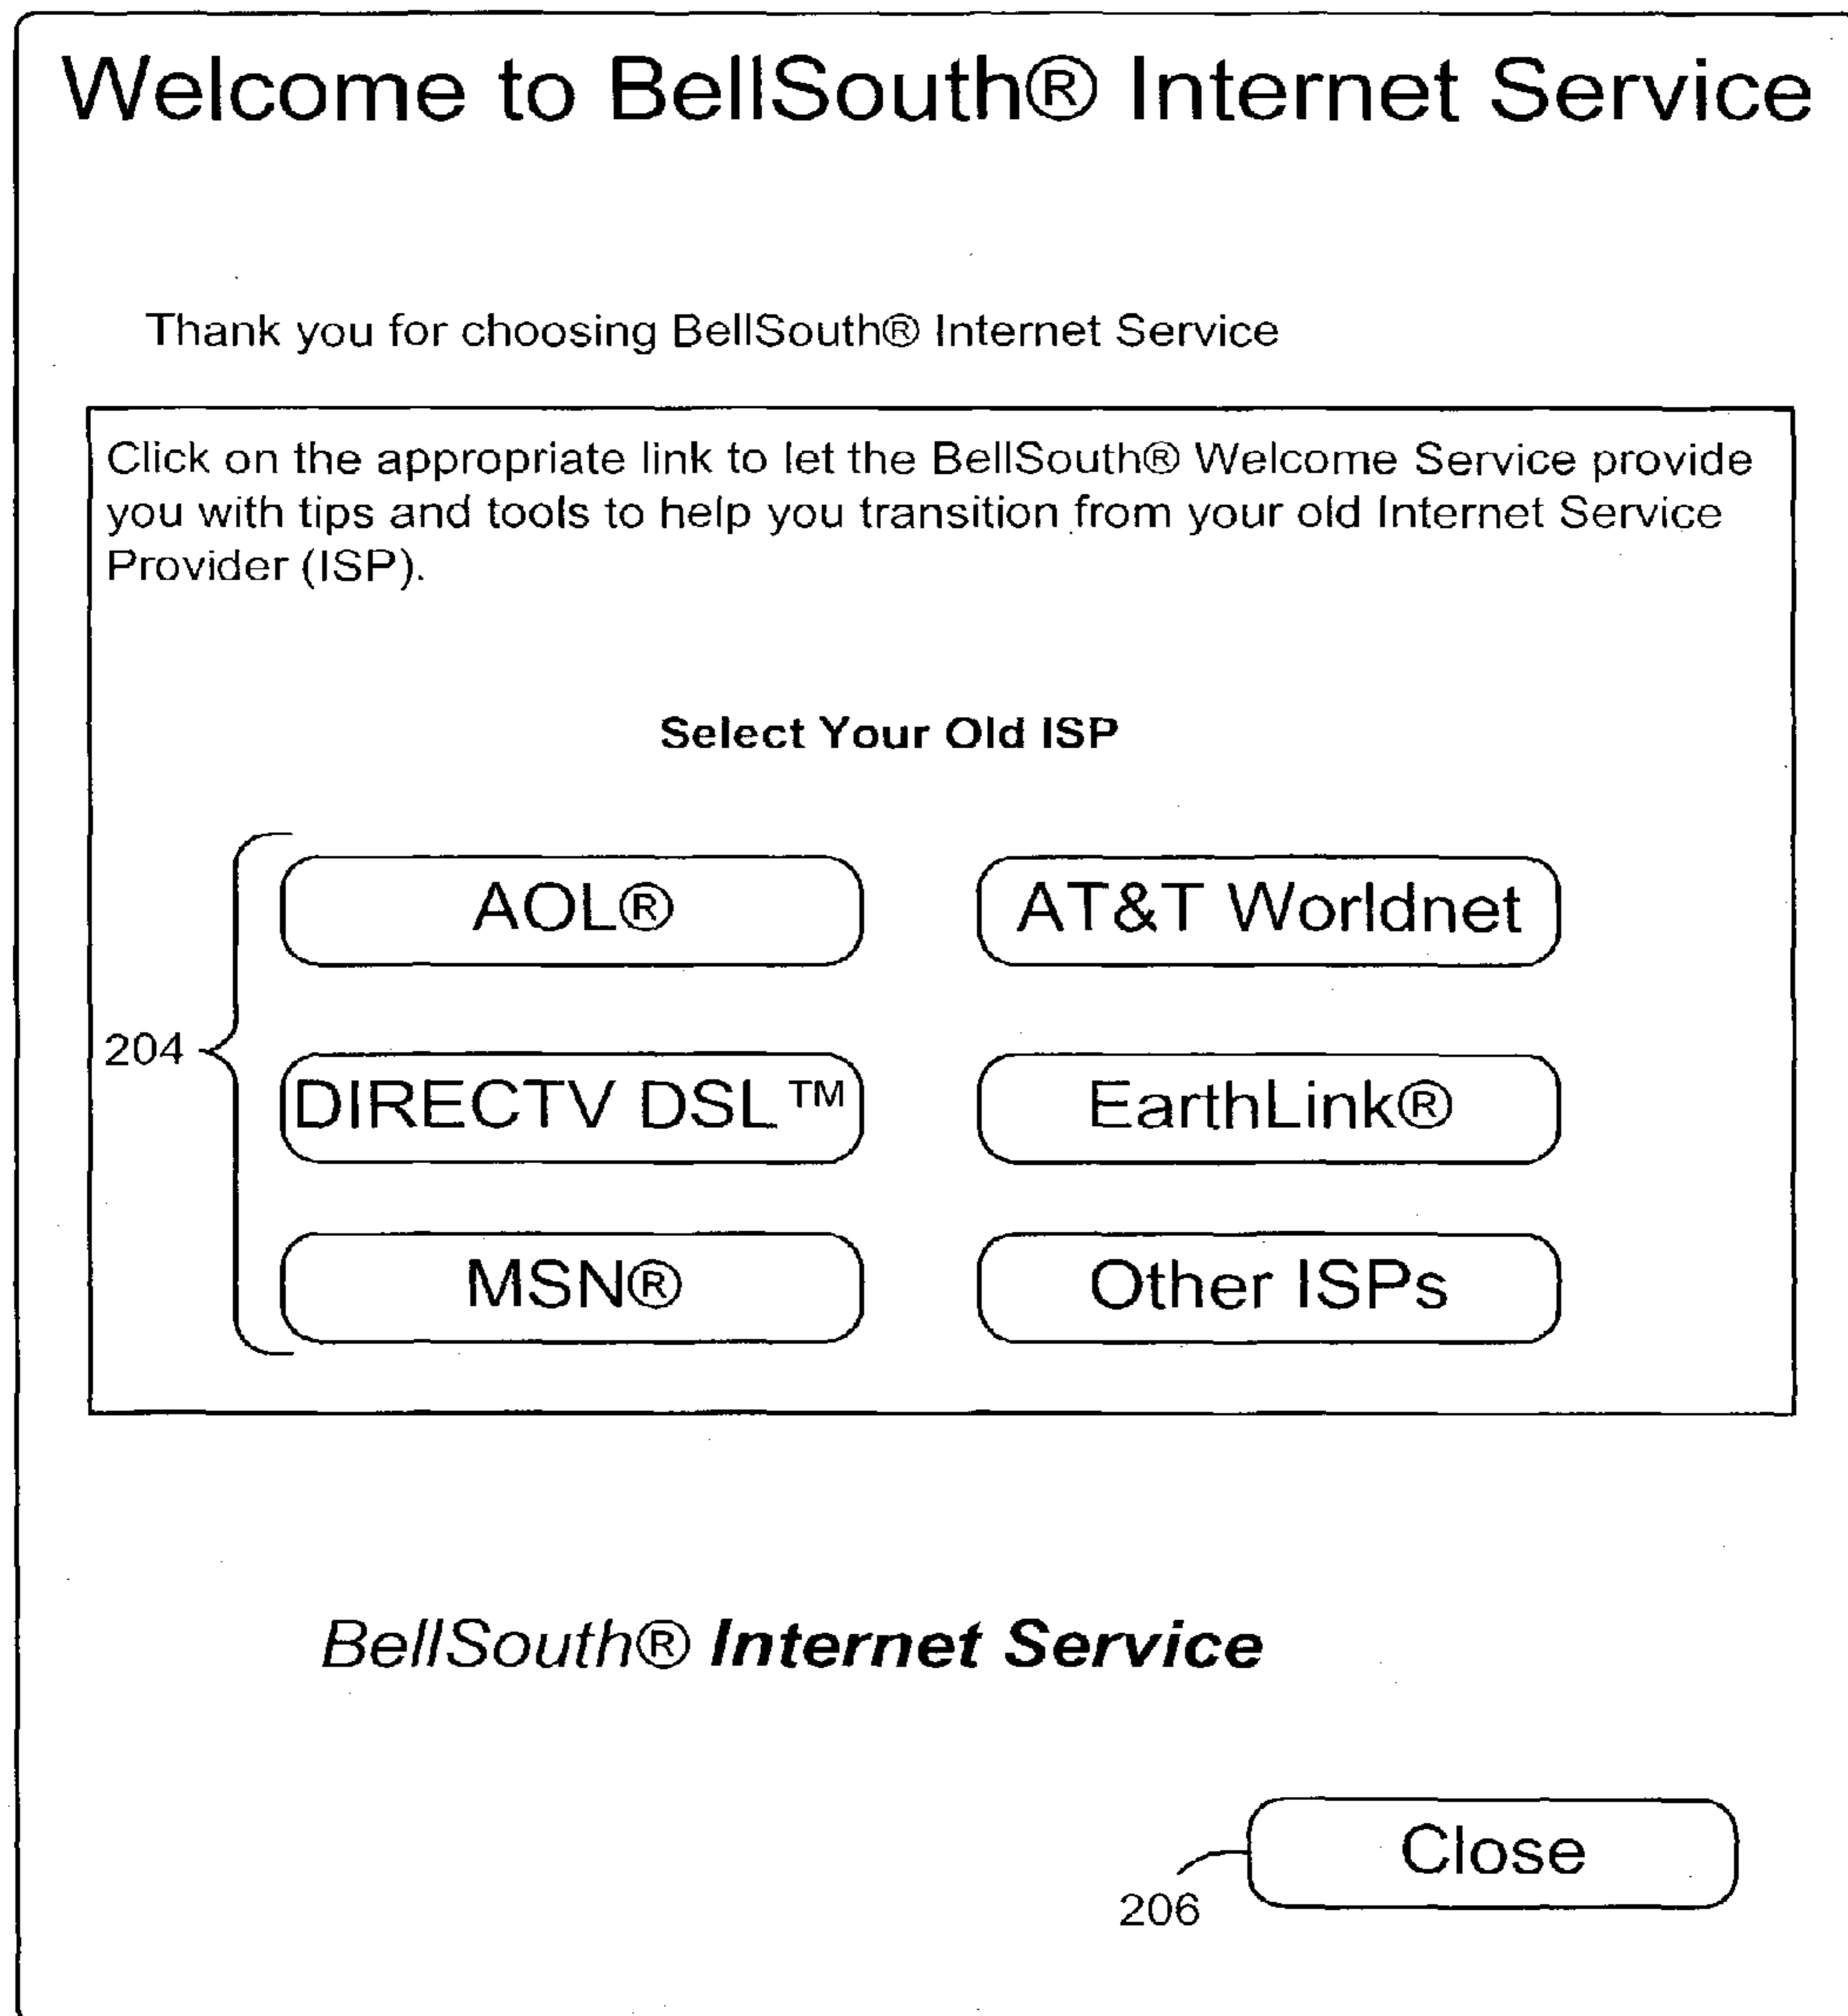 Welcome to BellSouth® Internet Service
Thank you for choosing BellSouth® Internet Service
Click on the appropriate link to let the BellSouth® Welcome Service provide
you with tips and tools to help you transition from your old Internet Service
Provider (ISP).
Select Your Old ISP
AOL® AT&T Worldnet
204
DIRECTV DSL™ EarthLink®
MSN® Other ISPs
BellSouth® Internet Service
Close
206